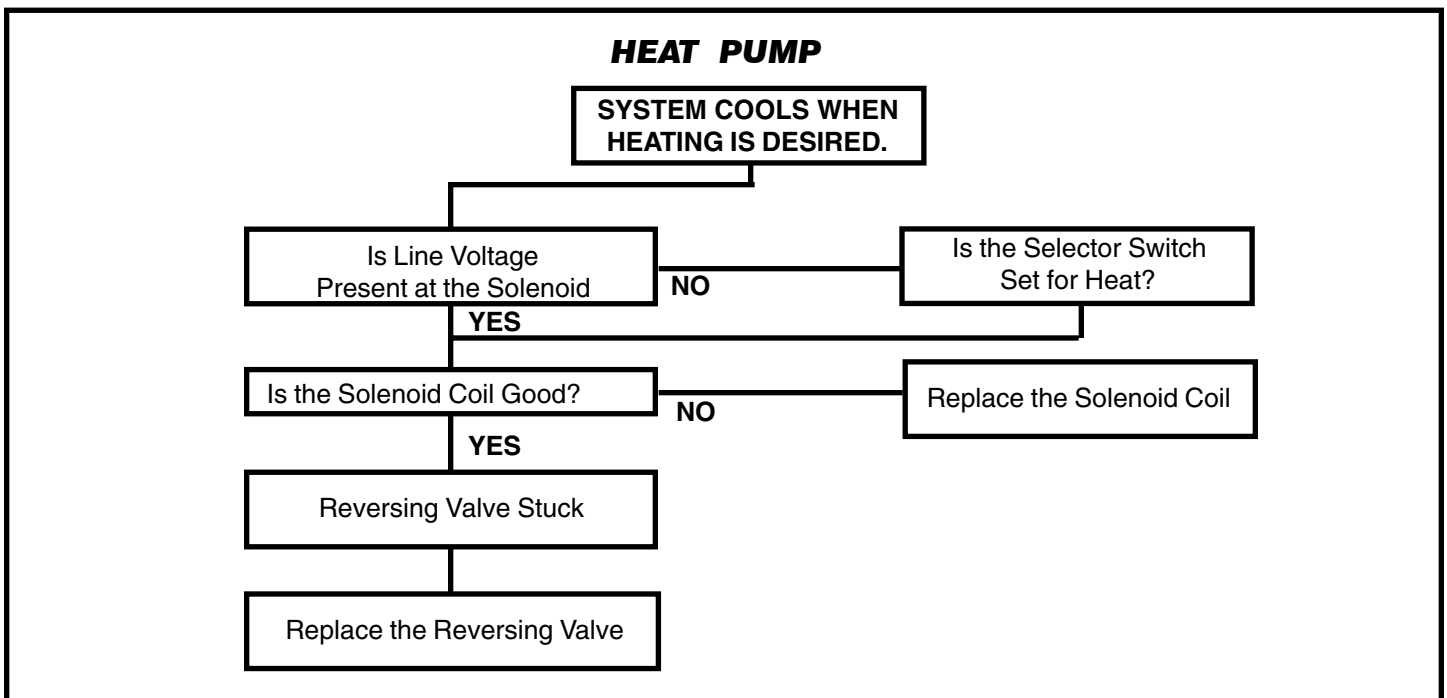 HEAT PUMP
SYSTEM COOLS WHEN
HEATING IS DESIRED.
Is Line Voltage
Present at the Solenoid
NO
Is the Selector Switch
Set for Heat?
YES
Is the Solenoid Coil Good?
NO
Replace the Solenoid Coil
YES
Reversing Valve Stuck
Replace the Reversing Valve